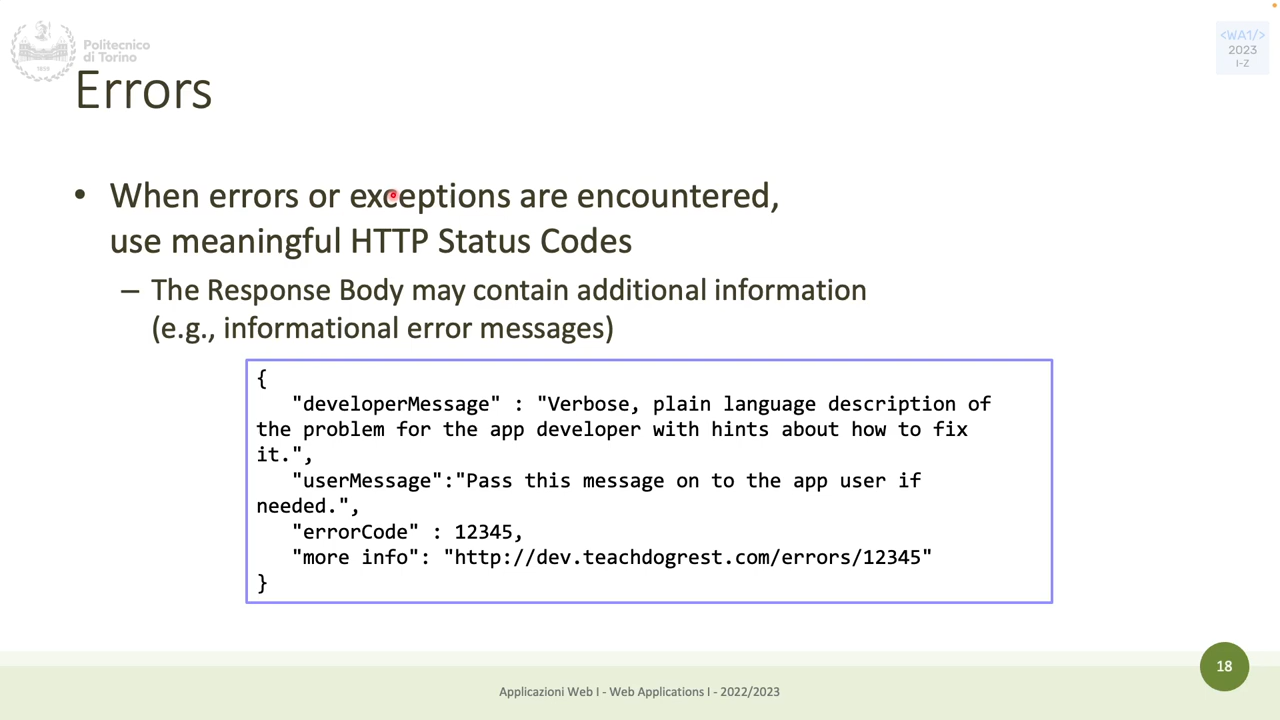 Politecnico
di Torino
1859
<WA1/>
2023
I-Z
Errors
• When errors or exceptions are encountered,
use meaningful HTTP Status Codes
– The Response Body may contain additional information
(e.g., informational error messages)
{
"developerMessage" : "Verbose, plain language description of
the problem for the app developer with hints about how to fix
it.",
"userMessage":"Pass this message on to the app user if
needed.",
"errorCode" : 12345,
"more info": "http://dev.teachdogrest.com/errors/12345"
}
18
Applicazioni Web I - Web Applications I - 2022/2023